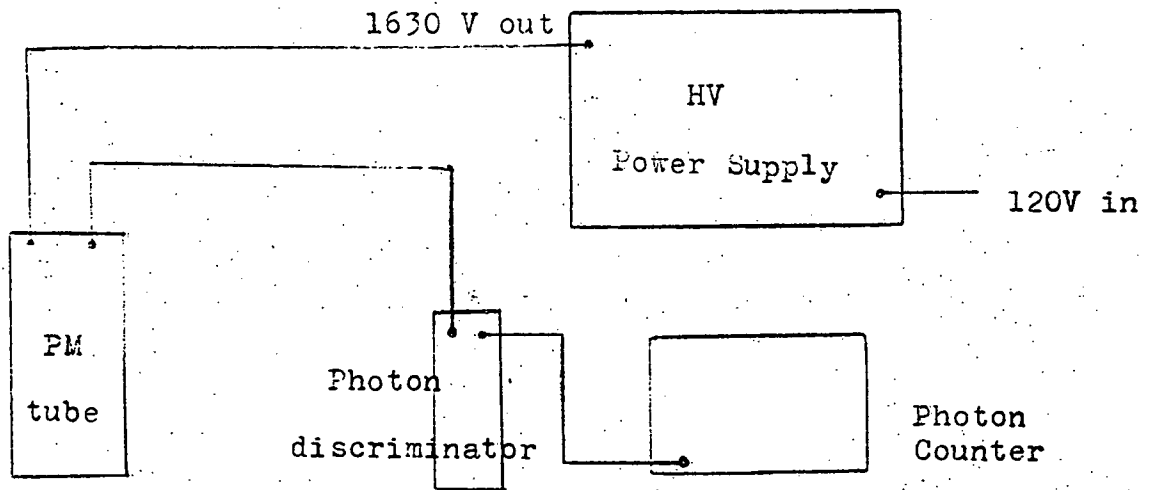 1630 V out
HV
Power Supply
120V in
PM
tube
Photon
discriminator
Photon
Counter